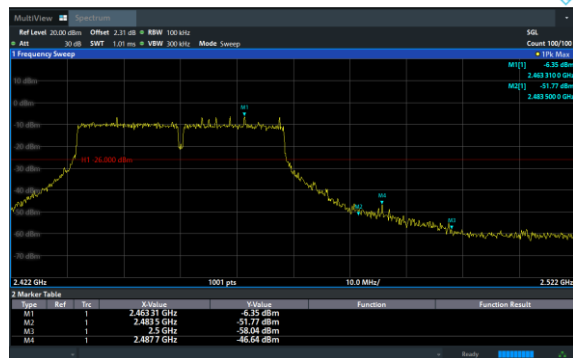 MultiView Spectrum
Ref Level 20.00 dBm Offset 2.31 dB RBW 100 kHz SGL
Att 30 dB SWT 1.01 ms VBW 300 kHz Mode Sweep Count 100/100
1 Frequency Sweep 1Pk Max
M1[1] -6.35 dBm
2.463 310 0 GHz
M2[1] -51.77 dBm
2.483 500 0 GHz
10 dBm
0 dBm
M1
-10 dBm
-20 dBm
H1 -26.000 dBm
-30 dBm
-40 dBm
M4
M2
-50 dBm
M3
-60 dBm
-70 dBm
2.422 GHz 1001 pts 10.0 MHz/ 2.522 GHz
2 Marker Table
Type Ref Trc X-Value Y-Value Function Function Result
M1 1 2.463 31 GHz -6.35 dBm
M2 1 2.483 5 GHz -51.77 dBm
M3 1 2.5 GHz -58.04 dBm
M4 1 2.487 7 GHz -46.64 dBm
Ready